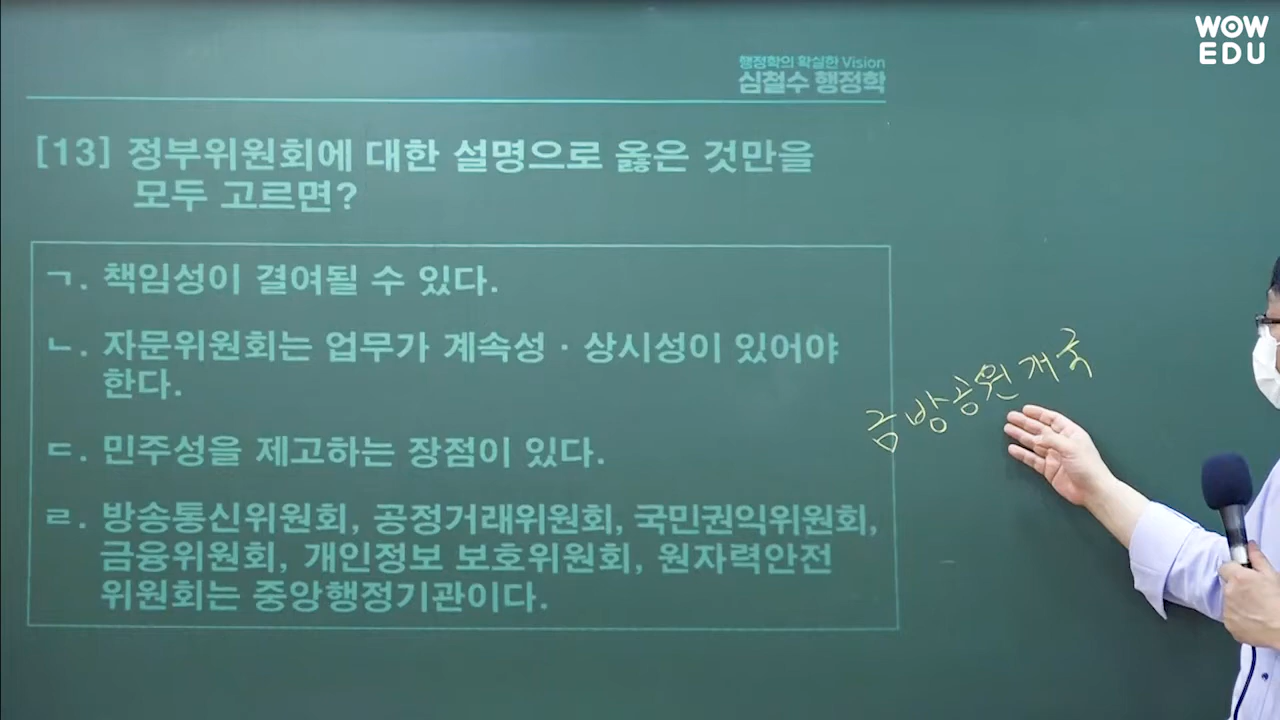 WOW
EDU
행정학의 확실한 Vision
심철수 행정학
[13] 정부위원회에 대한 설명으로 옳은 것만을
모두 고르면?
ㄱ. 책임성이 결여될 수 있다.
ㄴ. 자문위원회는 업무가 계속성 · 상시성이 있어야
한다.
ㄷ. 민주성을 제고하는 장점이 있다.
ㄹ. 방송통신위원회, 공정거래위원회, 국민권익위원회,
금융위원회, 개인정보 보호위원회, 원자력안전
위원회는 중앙행정기관이다.
금방공원개국